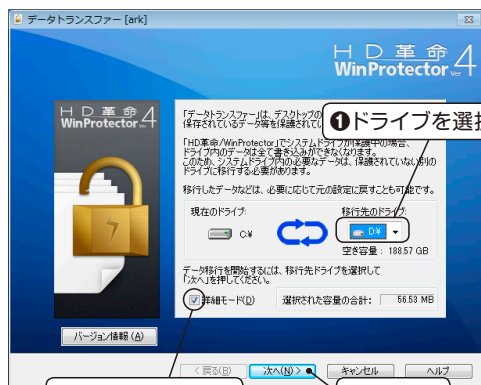 データトランスファー [ark]
HD革命 4
WinProtector Ver
HD革命 4
WinProtector Ver.
「データトランスファー」は、デスクトップの
保存されているデータ等を保護されてい
❶ドライブを選
「HD革命/WinProtector」でシステムドライブが保護中の場合、
ドライブ内のデータは全て書き込みができなくなります。
このため、システムドライブ内の必要なデータは、保護されていない別の
ドライブに移行する必要があります。
移行したデータなどは、必要に応じて元の設定に戻すことも可能です。
現在のドライブ:
移行先のドライブ:
C:¥
D:¥
空き容量: 188.57 GB
データ移行を開始するには、移行先ドライブを選択して
「次へ」を押してください。
詳細モード(D)
選択された容量の合計: 56.53 MB
7
バージョン情報(A)
< 戻る(B)
次へ(N) >
キャンセル
ヘルプ